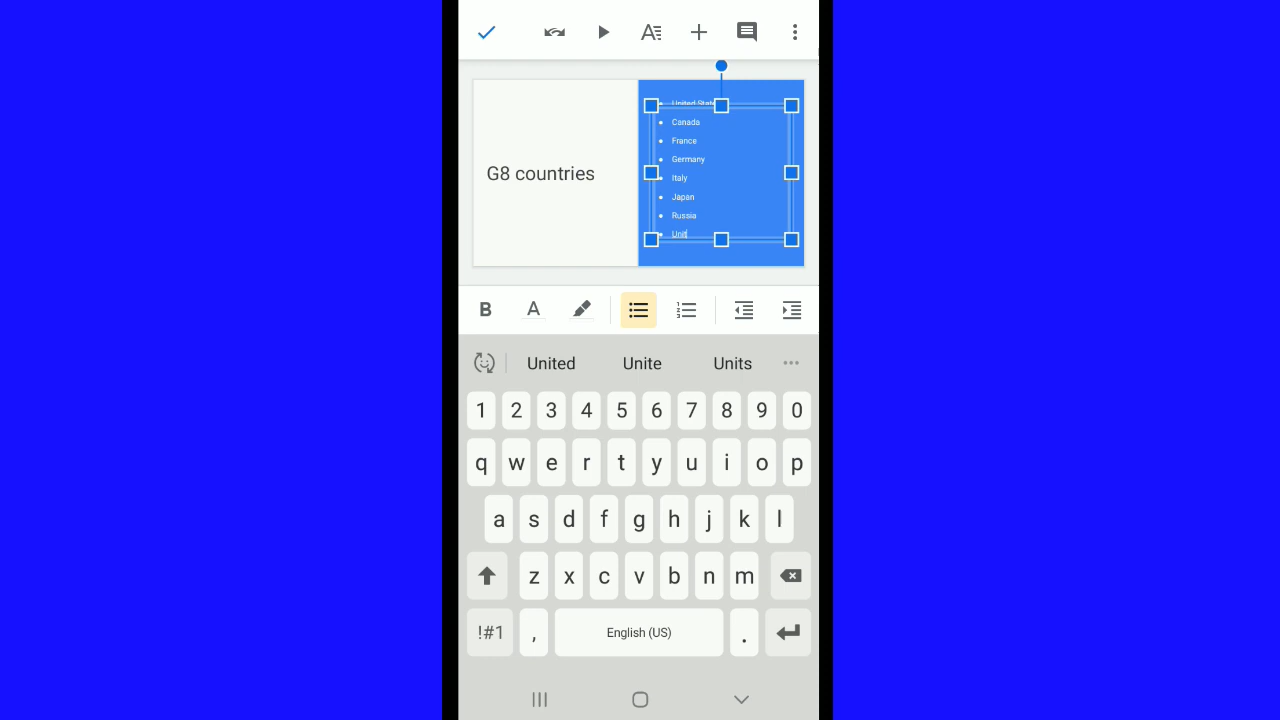 United Stat
Canada
France
Germany
G8 countries
Italy
Japan
Russia
Unit
B A
United Unite Units
1 2 3 4 5 6 7 8 9 0
q w e r t y u i o p
a s d f g h j k l
z x c v b n m
!#1 , English (US) .